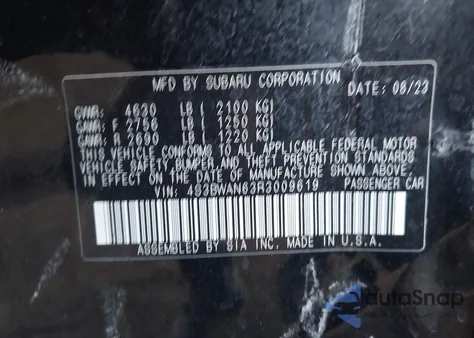 MFD BY SUBARU CORPORATION
DATE: 08/23
GVWR: 4630 LB ( 2100 KG)
GAWR: F 2756 LB ( 1250 KG)
GAWR: R 2690 LB ( 1220 KG)
THIS VEHICLE CONFORMS TO ALL APPLICABLE FEDERAL MOTOR
VEHICLE SAFETY BUMPER AND THEFT PREVENTION STANDARDS
IN EFFECT ON THE DATE OF MANUFACTURE SHOWN ABOVE.
VIN: 4S3BWAN63R3009619 PASSENGER CAR
ASSEMBLED BY SIA INC. MADE IN U.S.A.
AutaSnap